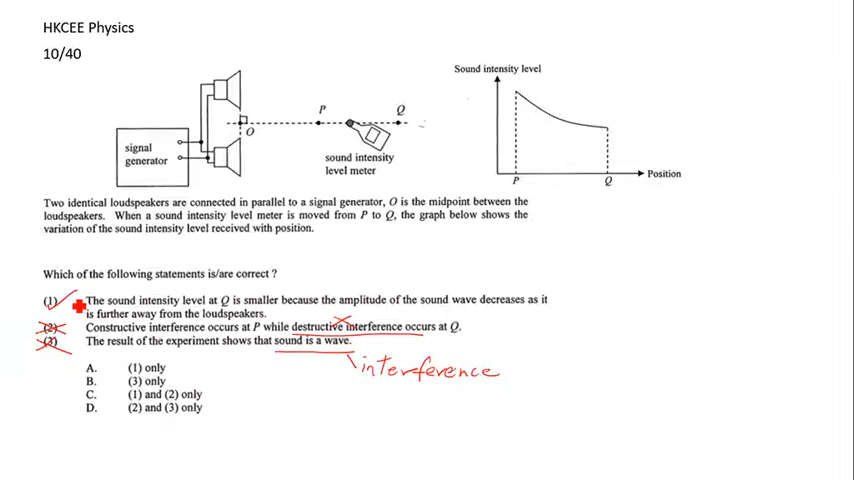 HKCEE Physics
10/40
Sound intensity level
P
Q
O
signal
generator
sound intensity
level meter
Position
P
Q
Two identical loudspeakers are connected in parallel to a signal generator, O is the midpoint between the
loudspeakers. When a sound intensity level meter is moved from P to Q, the graph below shows the
variation of the sound intensity level received with position.
Which of the following statements is/are correct ?
(1) The sound intensity level at Q is smaller because the amplitude of the sound wave decreases as it
is further away from the loudspeakers.
(2) Constructive interference occurs at P while destructive interference occurs at Q.
(3) The result of the experiment shows that sound is a wave.
interference
A. (1) only
B. (3) only
C. (1) and (2) only
D. (2) and (3) only